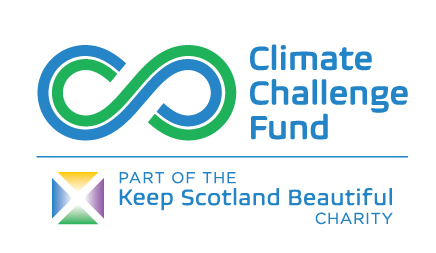 Climate
Challenge
Fund
PART OF THE
Keep Scotland Beautiful
CHARITY